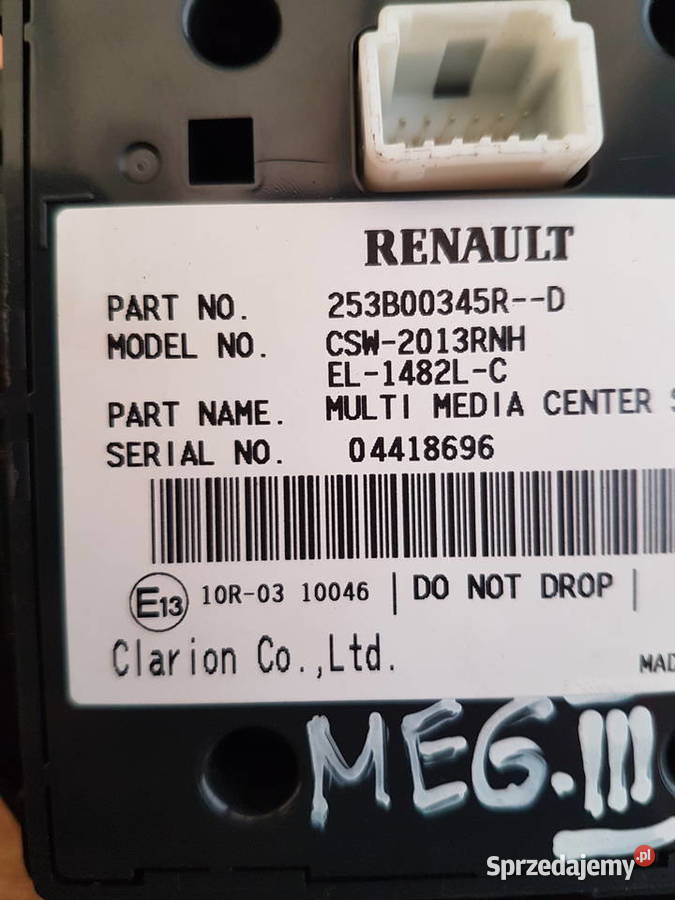 RENAULT
PART NO. 253B00345R--D
MODEL NO. CSW-2013RNH
EL-1482L-C
PART NAME. MULTI MEDIA CENTER
SERIAL NO. 04418696
E13 10R-03 10046 | DO NOT DROP |
Clarion Co.,Ltd.
MEG.III
Sprzedajemy.pl